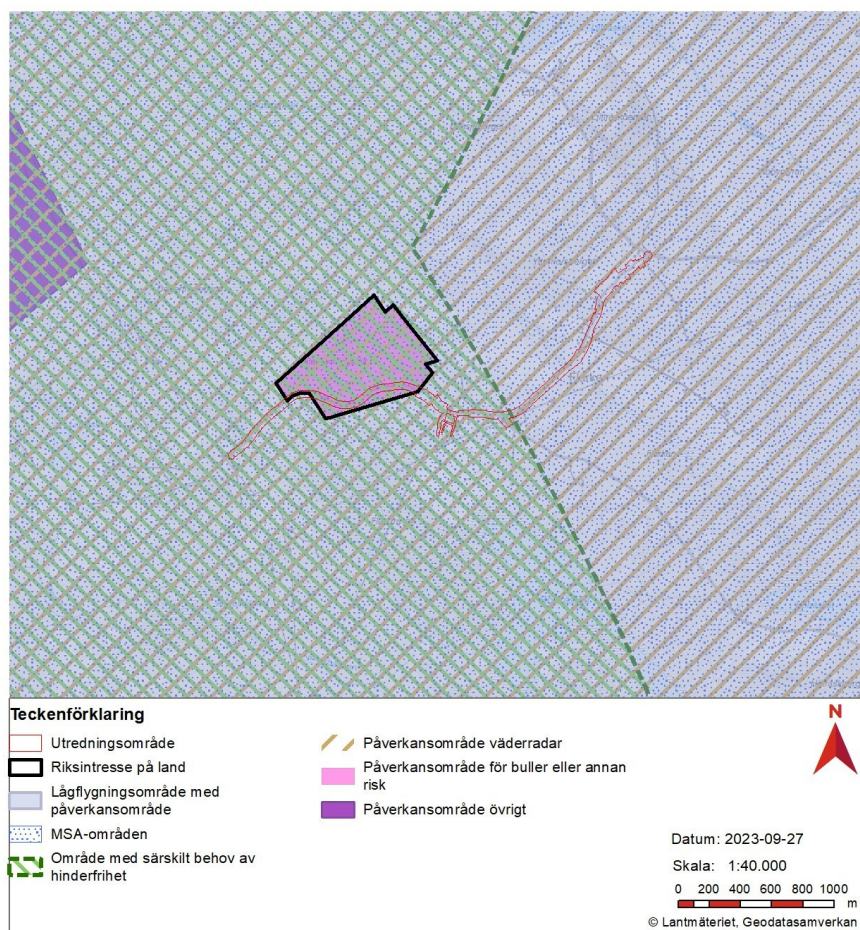 Teckenförklaring
Utredningsområde
Riksintresse på land
Lågflygningsområde med
påverkansområde
MSA-områden
Område med särskilt behov av
hinderfrihet
Påverkansområde väderradar
Påverkansområde för buller eller annan
risk
Påverkansområde övrigt
N
Datum: 2023-09-27
Skala: 1:40.000
0 200 400 600 800 1000
m
© Lantmäteriet, Geodatasamverkan